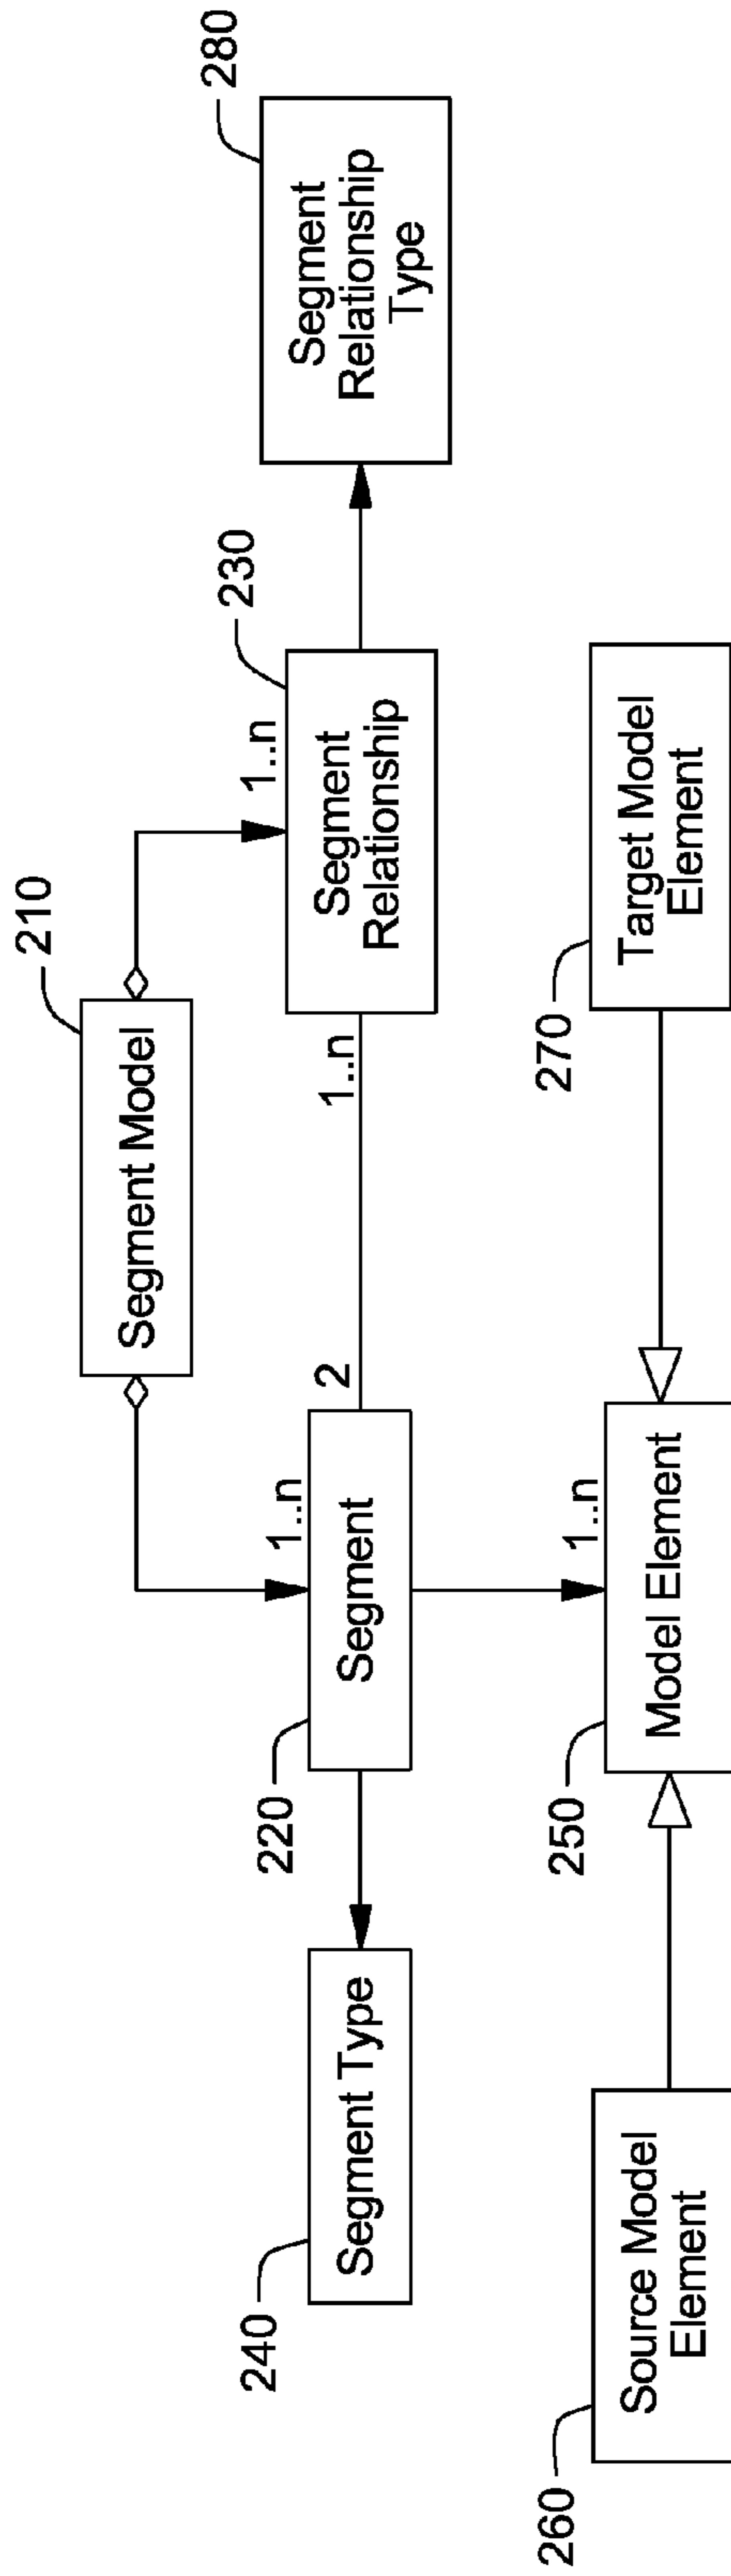 210
Segment Model
1..n
1..n
280
230
220
240
Segment Type
Segment
2
1..n
Segment
Relationship
Segment
Relationship
Type
1..n
250
260
270
Source Model
Element
Model Element
Target Model
Element